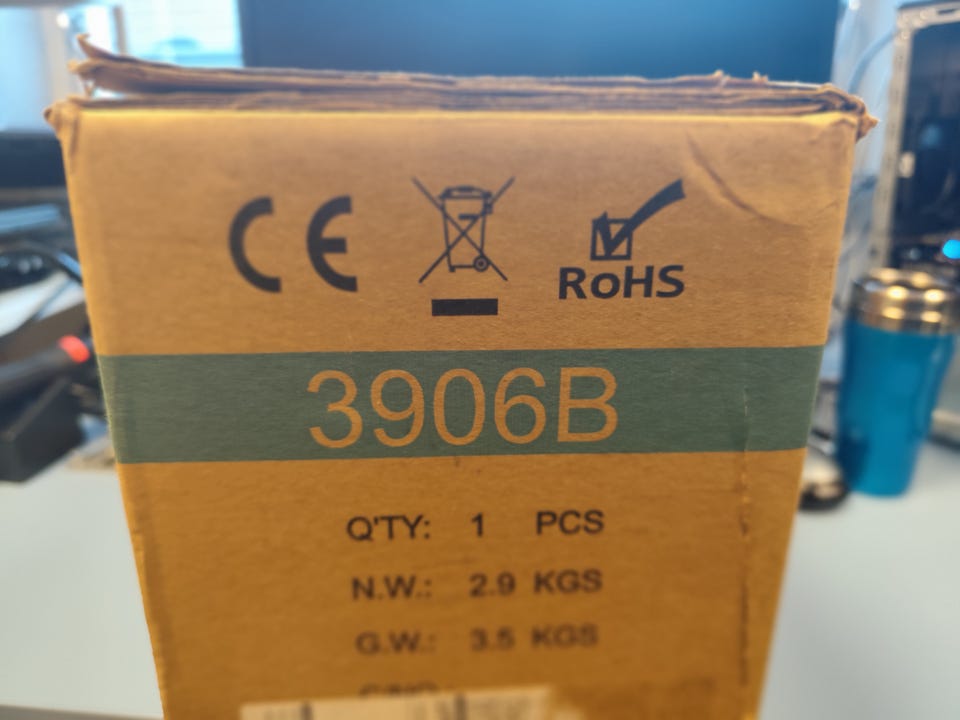 CE
RoHS
3906B
Q'TY: 1 PCS
N.W.: 2.9 KGS
G.W.: 3.5 KGS